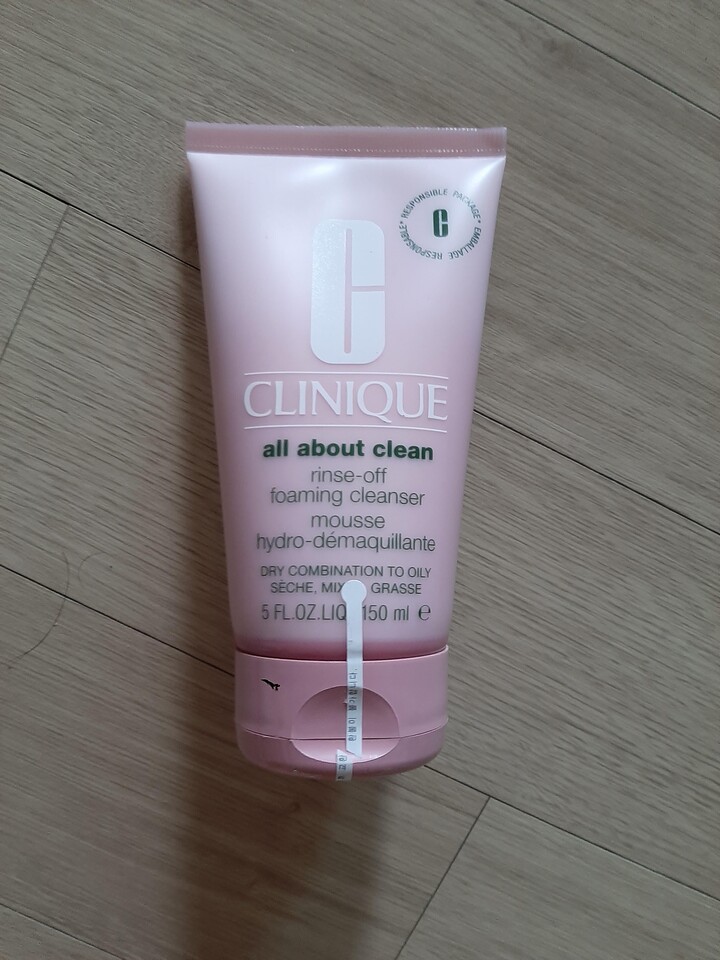 RESPONSIBLE PACKAGE* EMBALLAGE RESPONSABLE*
C
C
CLINIQUE
all about clean
rinse-off
foaming cleanser
mousse
hydro-démaquillante
DRY COMBINATION TO OILY
SÈCHE, GRASSE
5 FL.OZ.LIQ 150 ml e